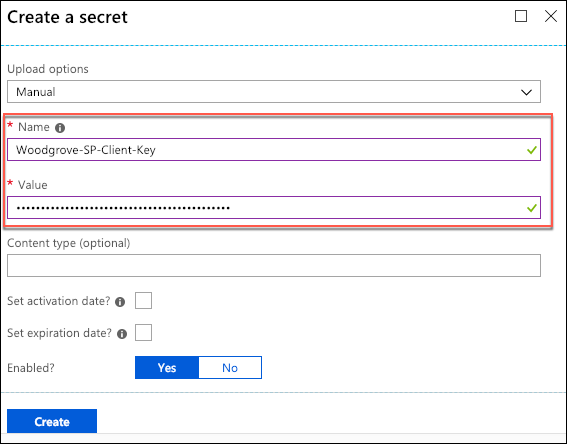 Create a secret
Upload options
Manual
* Name
Woodgrove-SP-Client-Key
* Value
••••••••••••••••••••••••••••••••••••••••••••
Content type (optional)
Set activation date?
Set expiration date?
Enabled? Yes No
Create